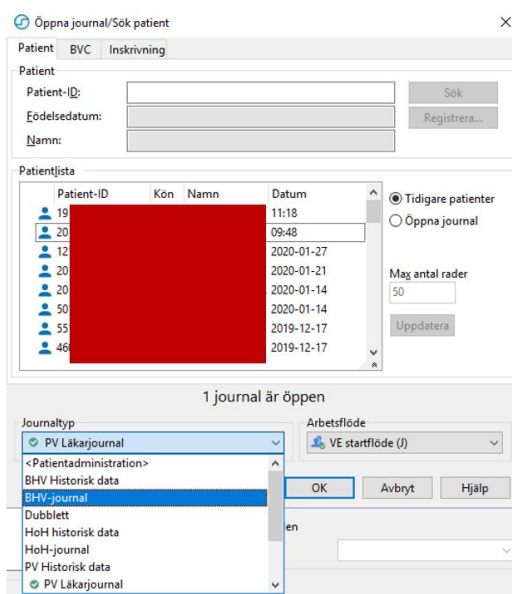 Öppna journal/Sök patient
Patient BVC Inskrivning
Patient
Patient-ID: Sök
Födelsedatum: Registrera...
Namn:
Patientlista
Patient-ID Kön Namn Datum
19 11:18
20 09:48
12 2020-01-27
20 2020-01-21
20 2020-01-14
50 2020-01-14
55 2019-12-17
46 2019-12-17
Tidigare patienter
Öppna journal
Max antal rader
50
Uppdatera
1 journal är öppen
Journaltyp Arbetsflöde
PV Läkarjournal VE startflöde (J)
<Patientadministration>
BHV Historisk data
BHV-journal
Dubblett
HoH historisk data
HoH-journal
PV Historisk data
PV Läkarjournal
OK Avbryt Hjälp